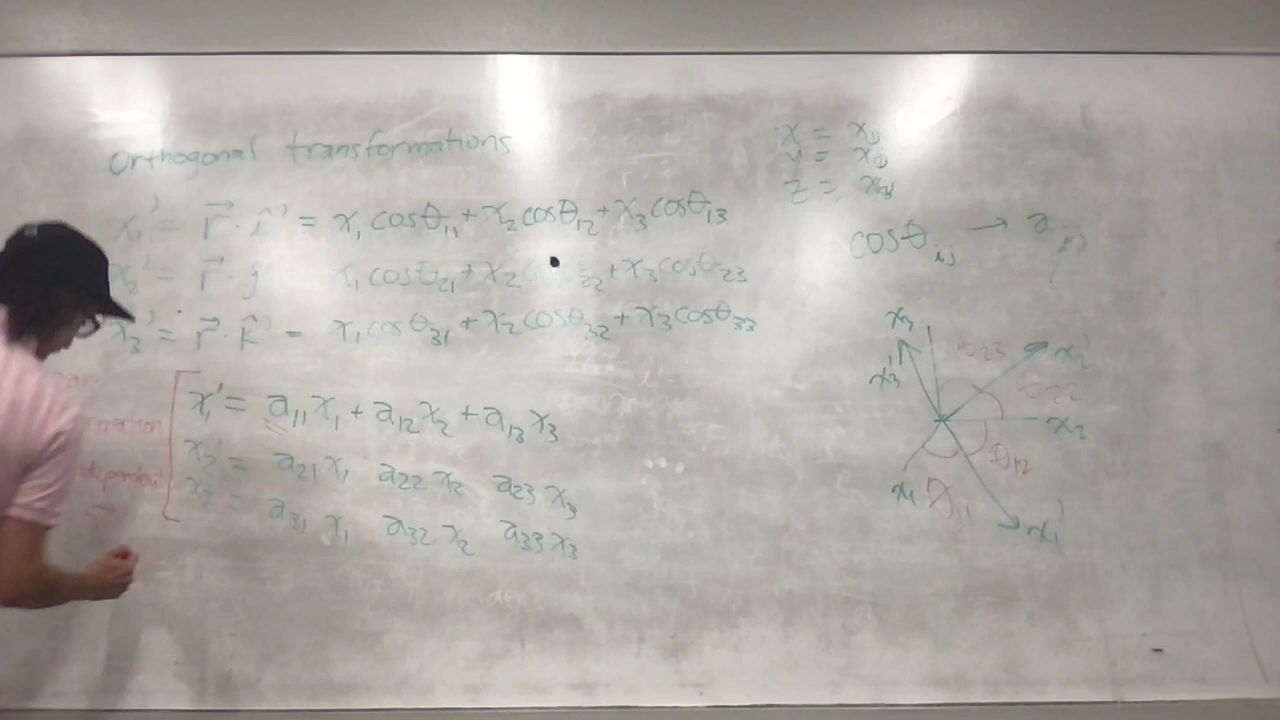 Orthogonal transformations
x = x₁
y = x₂
z = x₃
x₁' = r⃗ · î' = x₁ cosθ₁₁ + x₂ cosθ₁₂ + x₃ cosθ₁₃
cosθᵢⱼ → aᵢⱼ
x₂' = r⃗ · ĵ x₁ cosθ₂₁ + x₂ θ₂₂ + x₃ cosθ₂₃
x₃' = r⃗ · k̂' = x₁ cosθ₃₁ + x₂ cosθ₃₂ + x₃ cosθ₃₃
x₃
x₃'
θ₂₃
x₂'
θ₂₂
x₂
θ₁₂
x₁
x₁'
x₁' = a₁₁x₁ + a₁₂x₂ + a₁₃x₃
x₂' = a₂₁x₁ a₂₂x₂ a₂₃x₃
a₃₁x₁ a₃₂x₂ a₃₃x₃